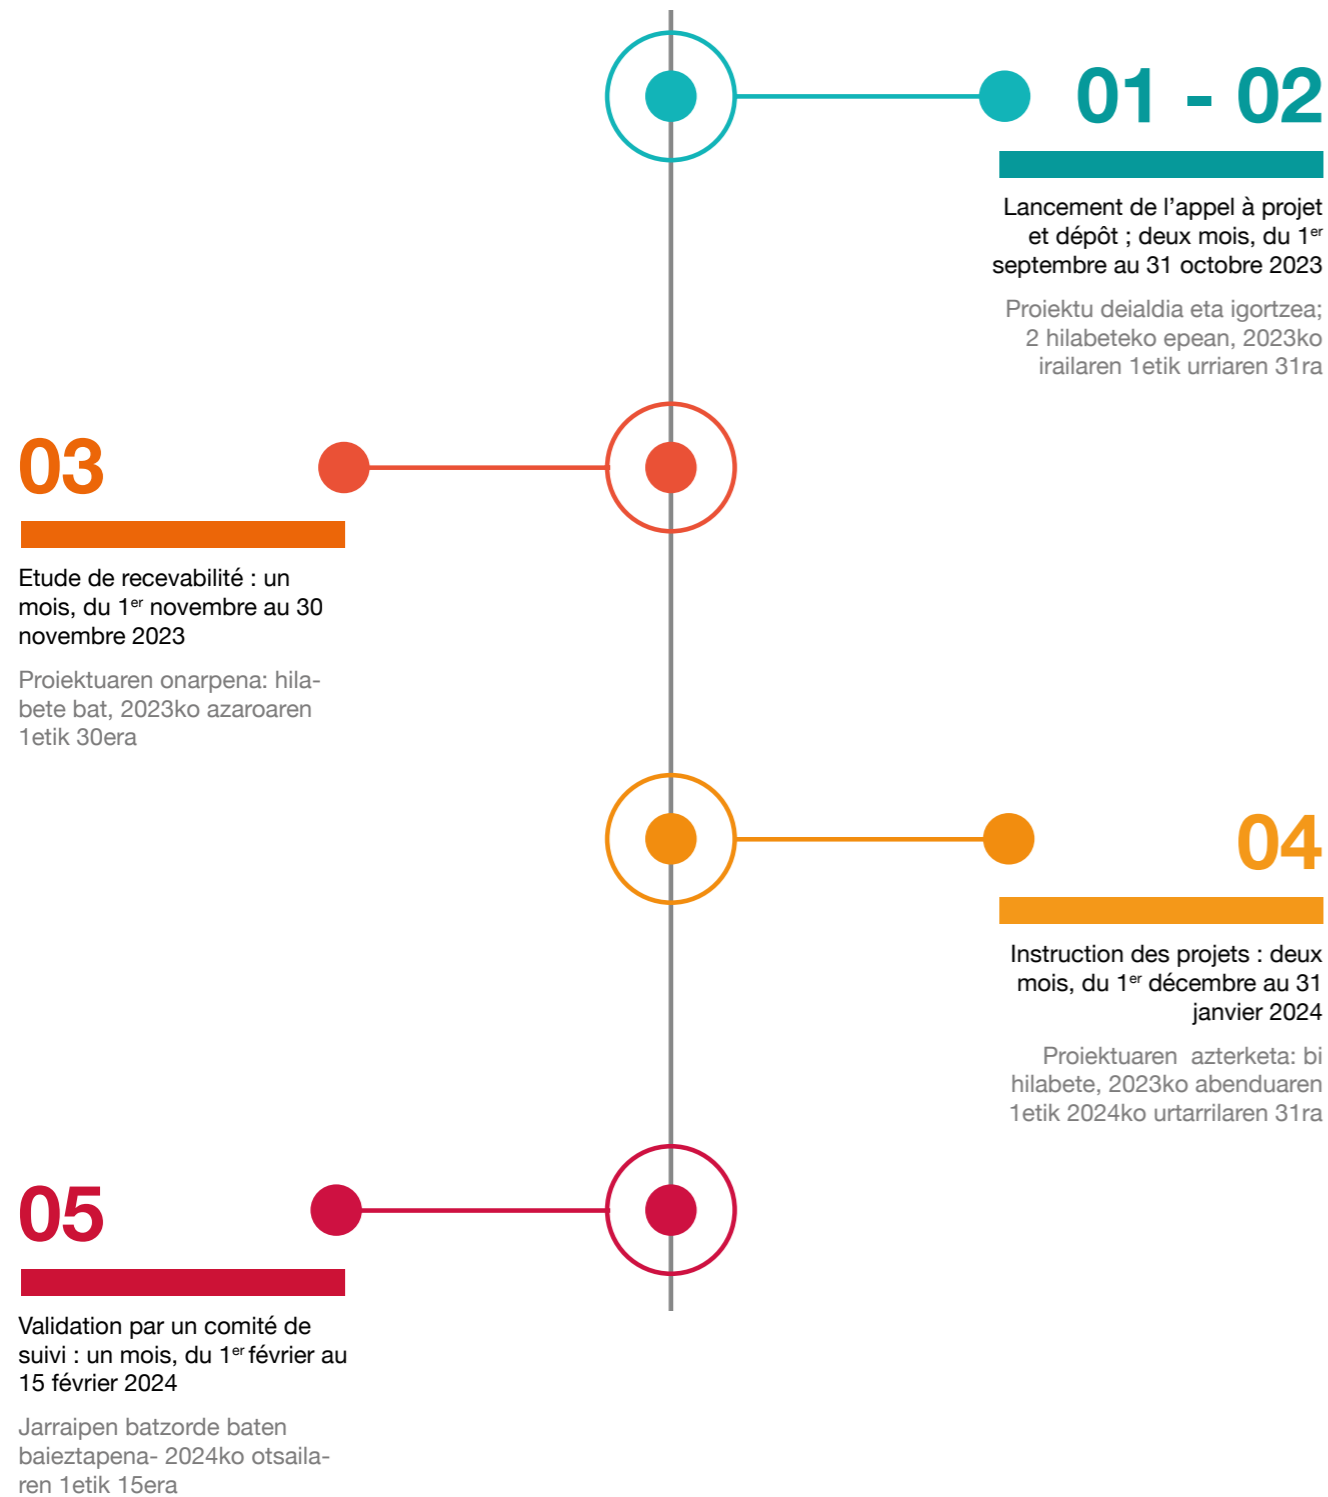 01 - 02
Lancement de l’appel à projet
et dépôt ; deux mois, du 1er
septembre au 31 octobre 2023
Proiektu deialdia eta igortzea;
2 hilabeteko epean, 2023ko
irailaren 1etik urriaren 31ra
03
Etude de recevabilité : un
mois, du 1er novembre au 30
novembre 2023
Proiektuaren onarpena: hila-
bete bat, 2023ko azaroaren
1etik 30era
04
Instruction des projets : deux
mois, du 1er décembre au 31
janvier 2024
Proiektuaren azterketa: bi
hilabete, 2023ko abenduaren
1etik 2024ko urtarrilaren 31ra
05
Validation par un comité de
suivi : un mois, du 1er février au
15 février 2024
Jarraipen batzorde baten
baieztapena- 2024ko otsaila-
ren 1etik 15era